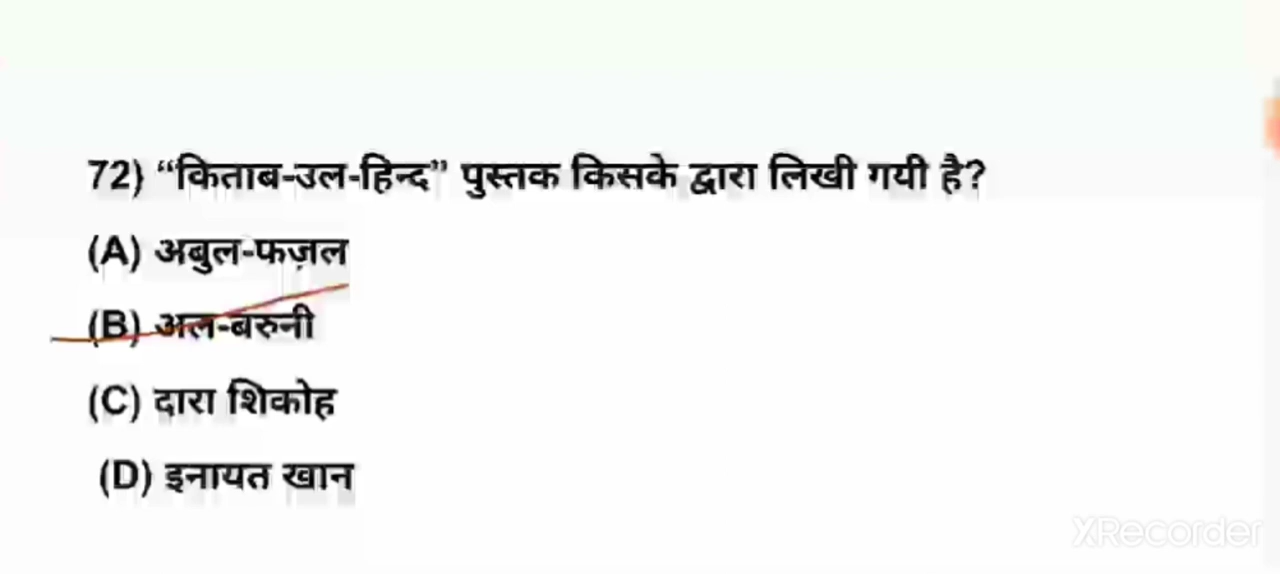 72) “किताब-उल-हिन्द” पुस्तक किसके द्वारा लिखी गयी है?
(A) अबुल-फज़ल
(B) अल-बरुनी
(C) दारा शिकोह
(D) इनायत खान
XRecorder